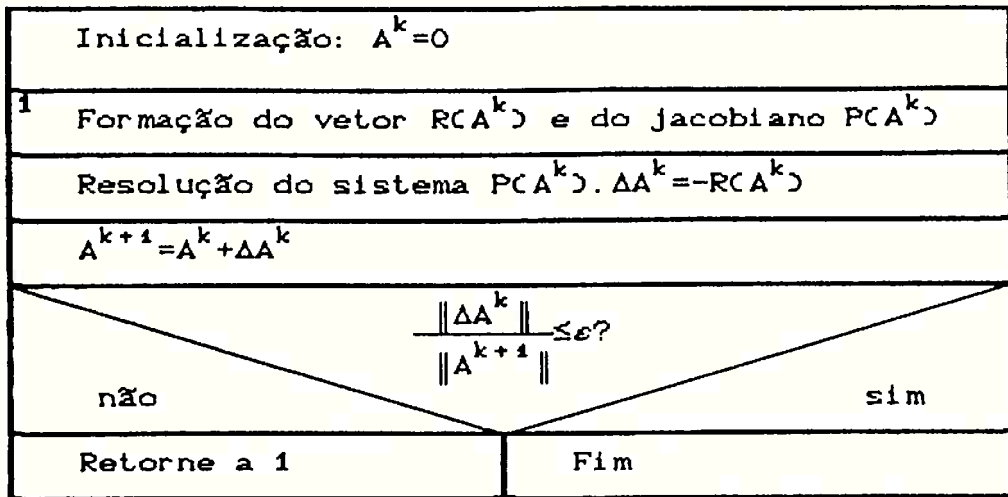 Inicialização: A^k=0
1 Formação do vetor R(A^k) e do jacobiano P(A^k)
Resolução do sistema P(A^k).ΔA^k=-R(A^k)
A^{k+1}=A^k+ΔA^k
‖ΔA^k‖
‖A^{k+1}‖ ≤ε?
não sim
Retorne a 1 Fim